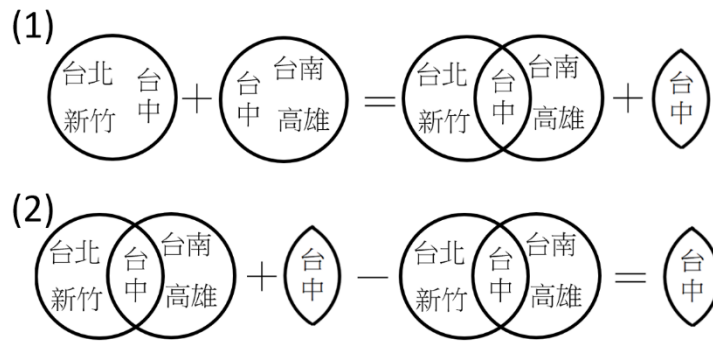 (1)
台北 台中 新竹 + 台中 台南 高雄 = 台北 新竹 台中 台南 高雄 + 台中
(2)
台北 新竹 台中 台南 高雄 + 台中 − 台北 新竹 台中 台南 高雄 = 台中